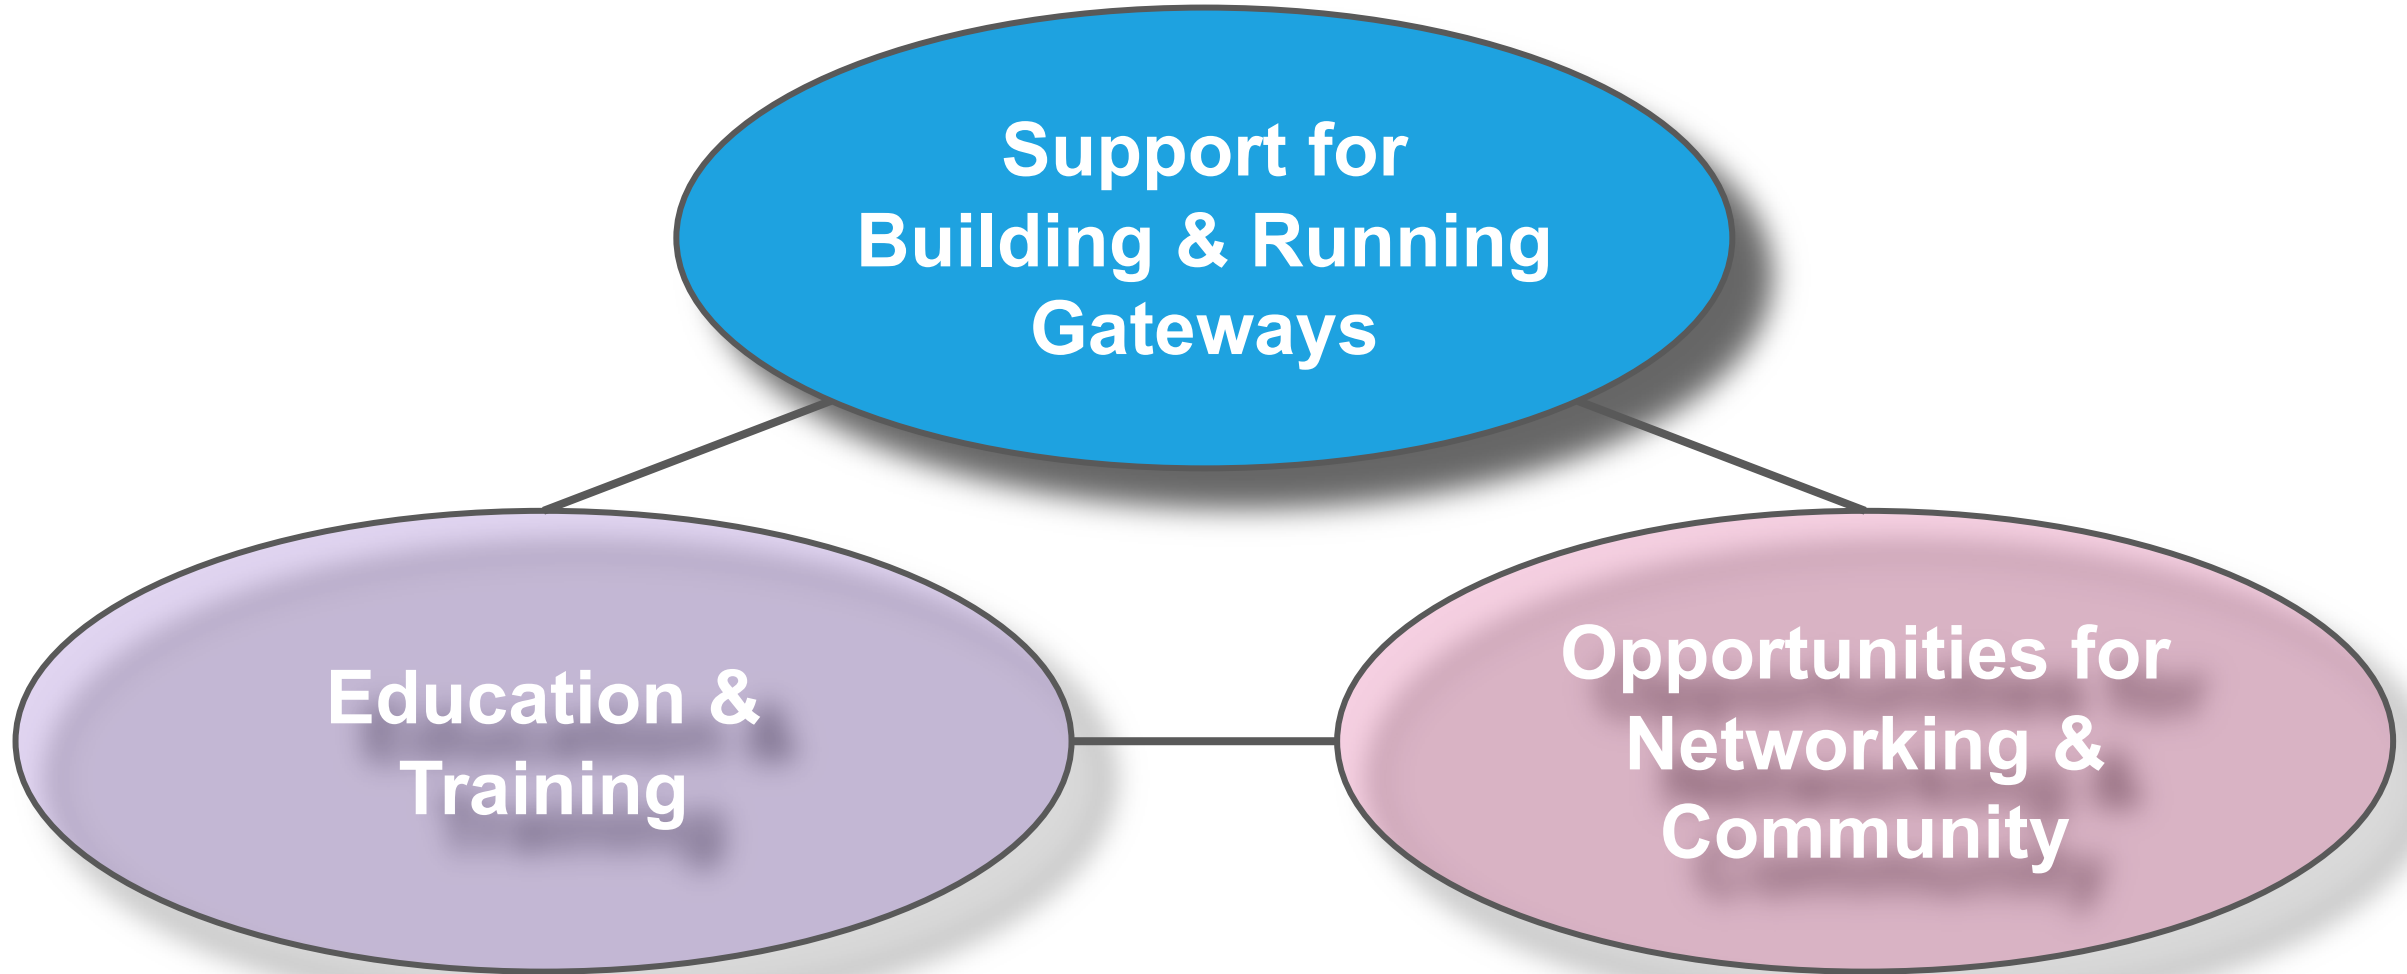 Support for
Building & Running
Gateways
Education &
Training
Opportunities for
Networking &
Community